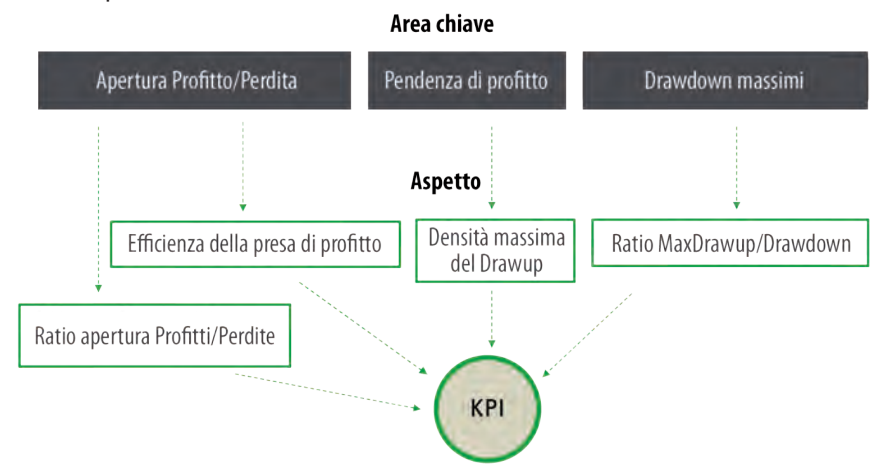 Area chiave
Apertura Profitto/Perdita
Pendenza di profitto
Drawdown massimi
Aspetto
Efficienza della presa di profitto
Densità massima
del Drawup
Ratio MaxDrawup/Drawdown
Ratio apertura Profitti/Perdite
KPI